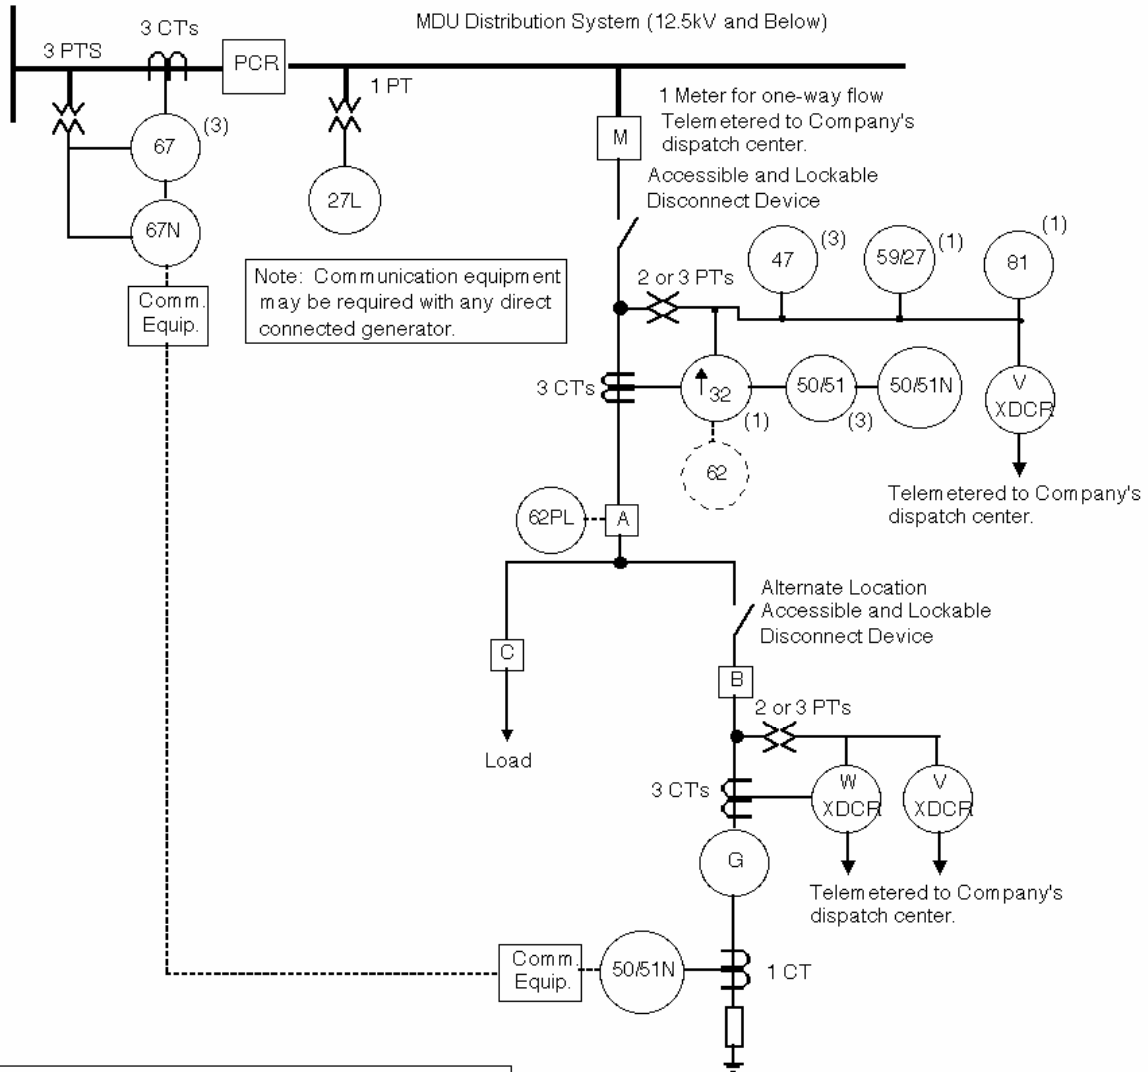 MDU Distribution System (12.5kV and Below)
3 CT's
3 PT'S
PCR
1 PT
67
(3)
67N
27L
1 Meter for one-way flow
Telemetered to Company's
dispatch center.
M
Accessible and Lockable
Disconnect Device
Note: Communication equipment
may be required with any direct
connected generator.
Comm.
Equip.
2 or 3 PT's
47
(3)
59/27
(1)
81
(1)
3 CT's
32
(1)
50/51
(3)
50/51N
V
XDCR
62
Telemetered to Company's
dispatch center.
62PL
A
Alternate Location
Accessible and Lockable
Disconnect Device
C
B
Load
2 or 3 PT's
3 CT's
W
XDCR
V
XDCR
G
Telemetered to Company's
dispatch center.
Comm.
Equip.
50/51N
1 CT